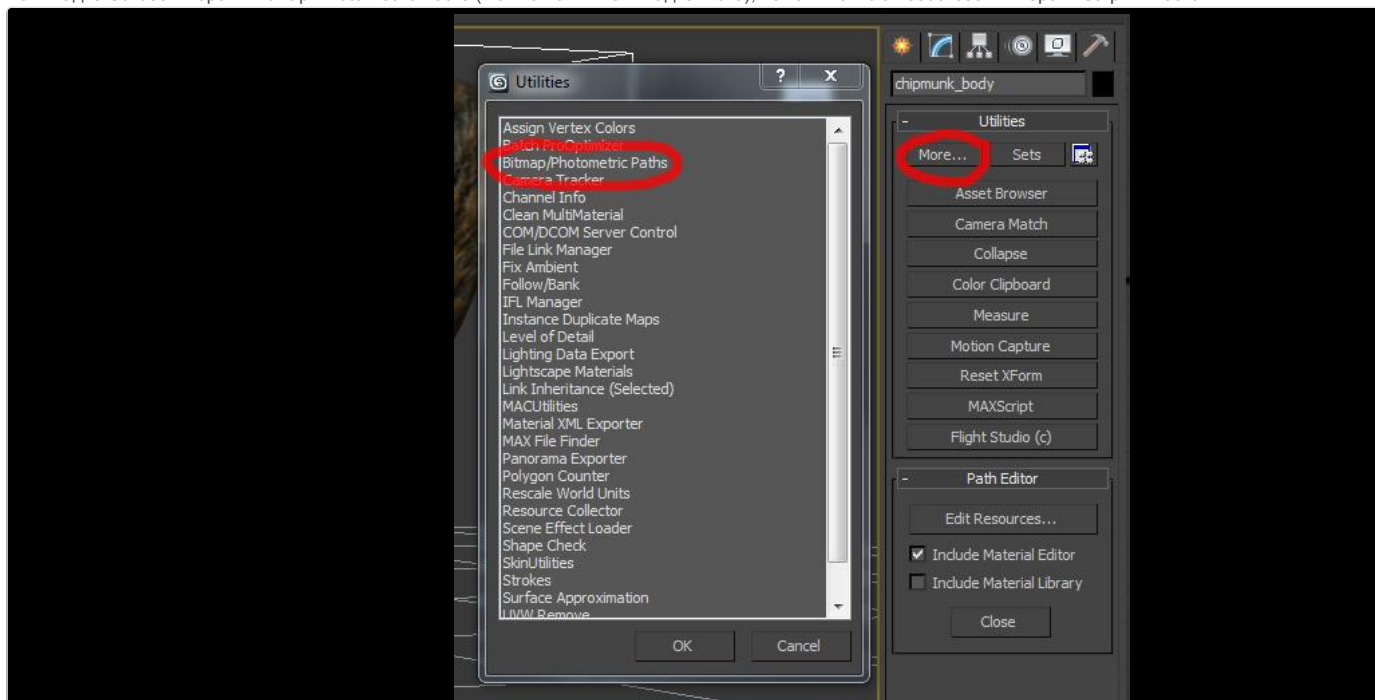 Utilities
? x
Assign Vertex Colors
Batch ProOptimizer
Bitmap/Photometric Paths
Camera Tracker
Channel Info
Clean MultiMaterial
COM/DCOM Server Control
File Link Manager
Fix Ambient
Follow/Bank
IFL Manager
Instance Duplicate Maps
Level of Detail
Lighting Data Export
Lightscape Materials
Link Inheritance (Selected)
MACUtilities
Material XML Exporter
MAX File Finder
Panorama Exporter
Polygon Counter
Rescale World Units
Resource Collector
Scene Effect Loader
Shape Check
SkinUtilities
Strokes
Surface Approximation
UVW Remove
OK Cancel
chipmunk_body
- Utilities
More... Sets
Asset Browser
Camera Match
Collapse
Color Clipboard
Measure
Motion Capture
Reset XForm
MAXScript
Flight Studio (c)
- Path Editor
Edit Resources...
Include Material Editor
Include Material Library
Close